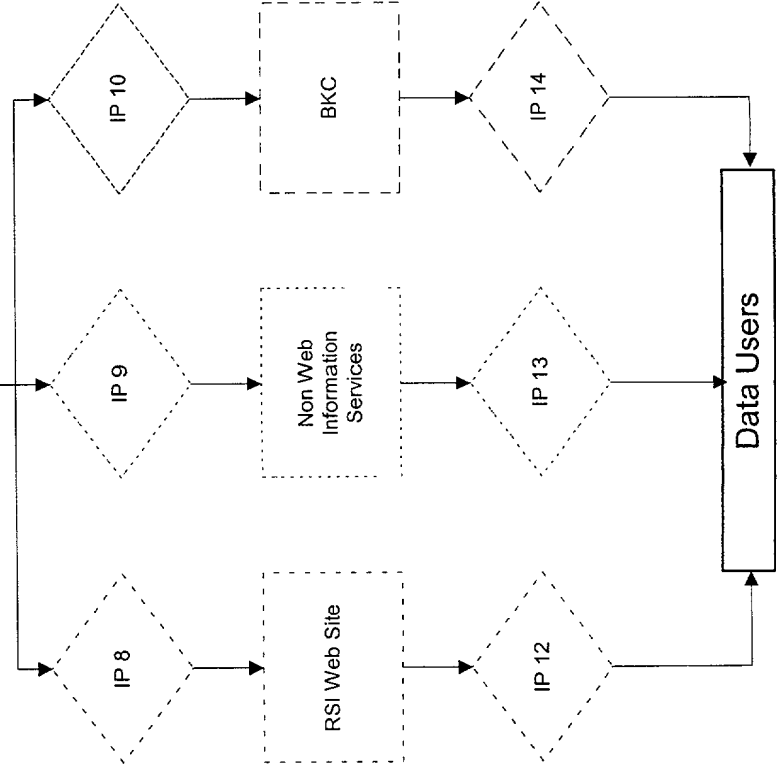 IP 8
IP 9
IP 10
RSI Web Site
Non Web
Information
Services
BKC
IP 12
IP 13
IP 14
Data Users